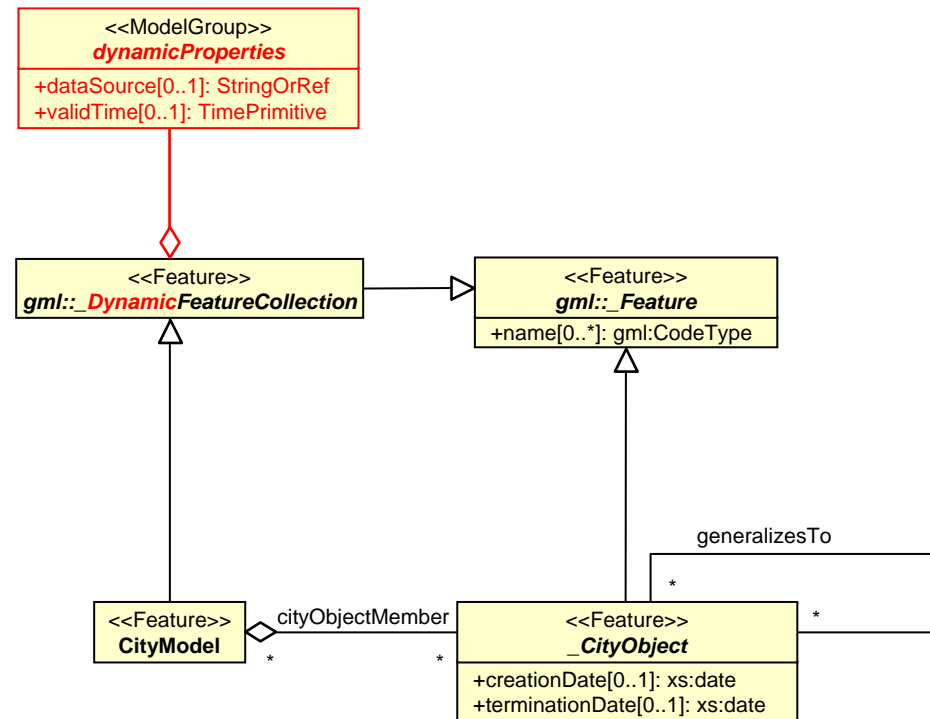 <<ModelGroup>>
dynamicProperties
+dataSource[0..1]: StringOrRef
+validTime[0..1]: TimePrimitive
<<Feature>>
gml::_DynamicFeatureCollection
<<Feature>>
gml::_Feature
+name[0..*]: gml:CodeType
generalizesTo
*
*
<<Feature>>
CityModel
cityObjectMember
*
*
<<Feature>>
_CityObject
+creationDate[0..1]: xs:date
+terminationDate[0..1]: xs:date